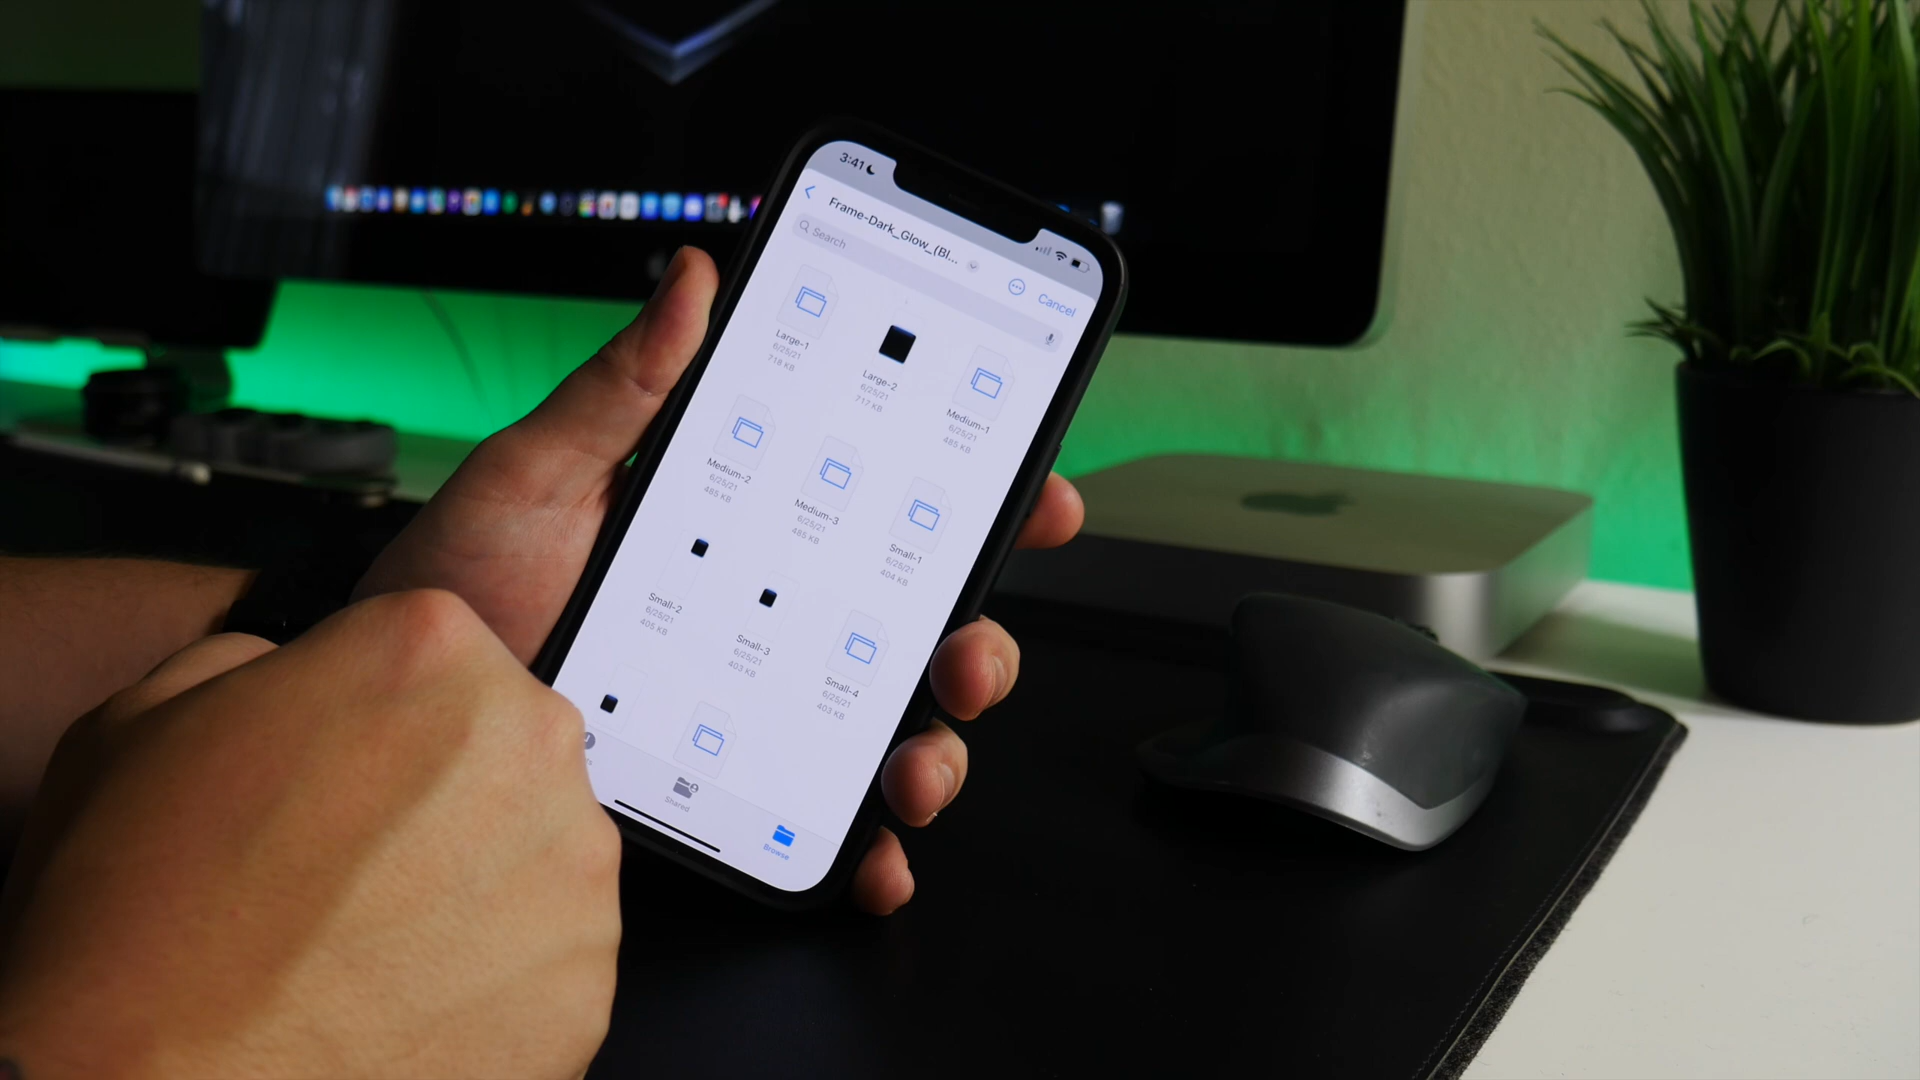 3:41
Frame-Dark_Glow_(Bl...
Search
Cancel
Large-1
6/25/21
718 KB
Large-2
6/25/21
717 KB
Medium-1
6/25/21
485 KB
Medium-2
6/25/21
485 KB
Medium-3
6/25/21
485 KB
Small-1
6/25/21
404 KB
Small-2
6/25/21
405 KB
Small-3
6/25/21
403 KB
Small-4
6/25/21
403 KB
Shared
Browse